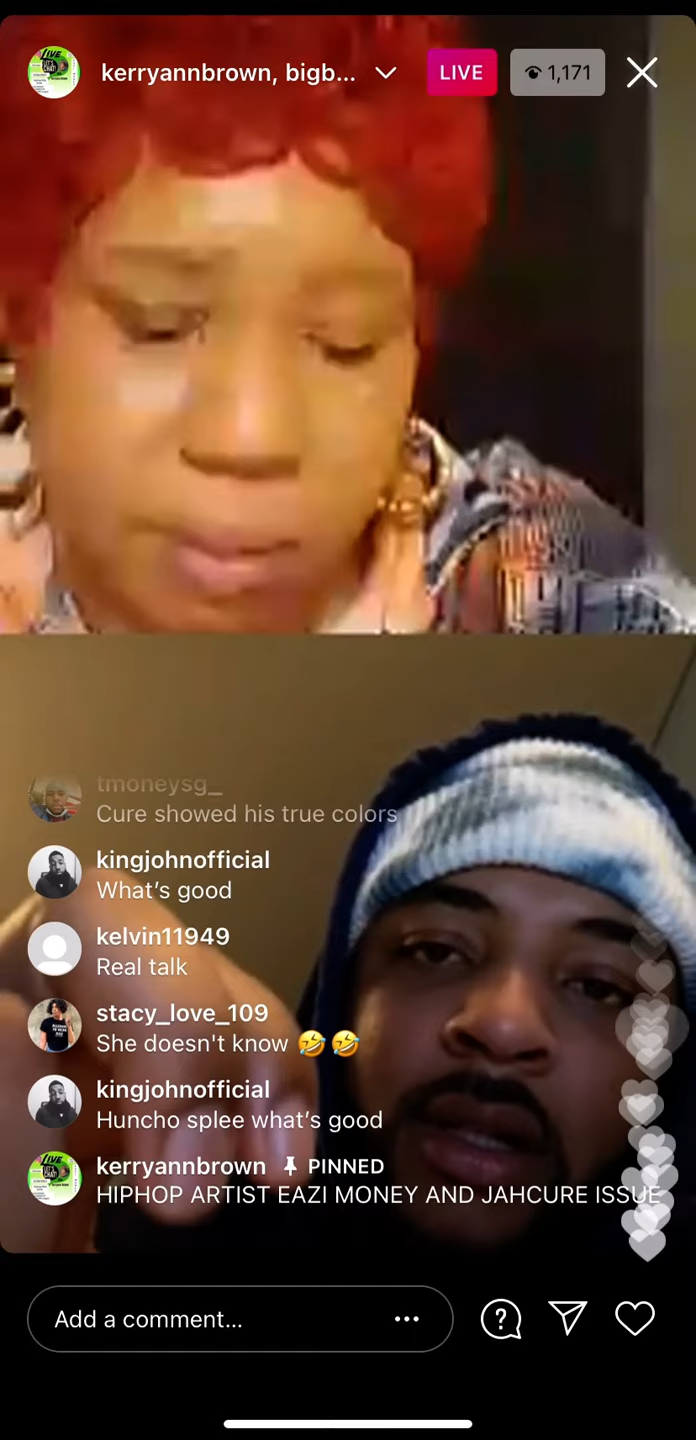 kerryannbrown, bigb...
LIVE
1,171
tmoneysg_
Cure showed his true colors
kingjohnofficial
What's good
kelvin11949
Real talk
stacy_love_109
She doesn't know 🤣 🤣
kingjohnofficial
Huncho splee what's good
kerryannbrown PINNED
HIPHOP ARTIST EAZI MONEY AND JAHCURE ISSUE
Add a comment...